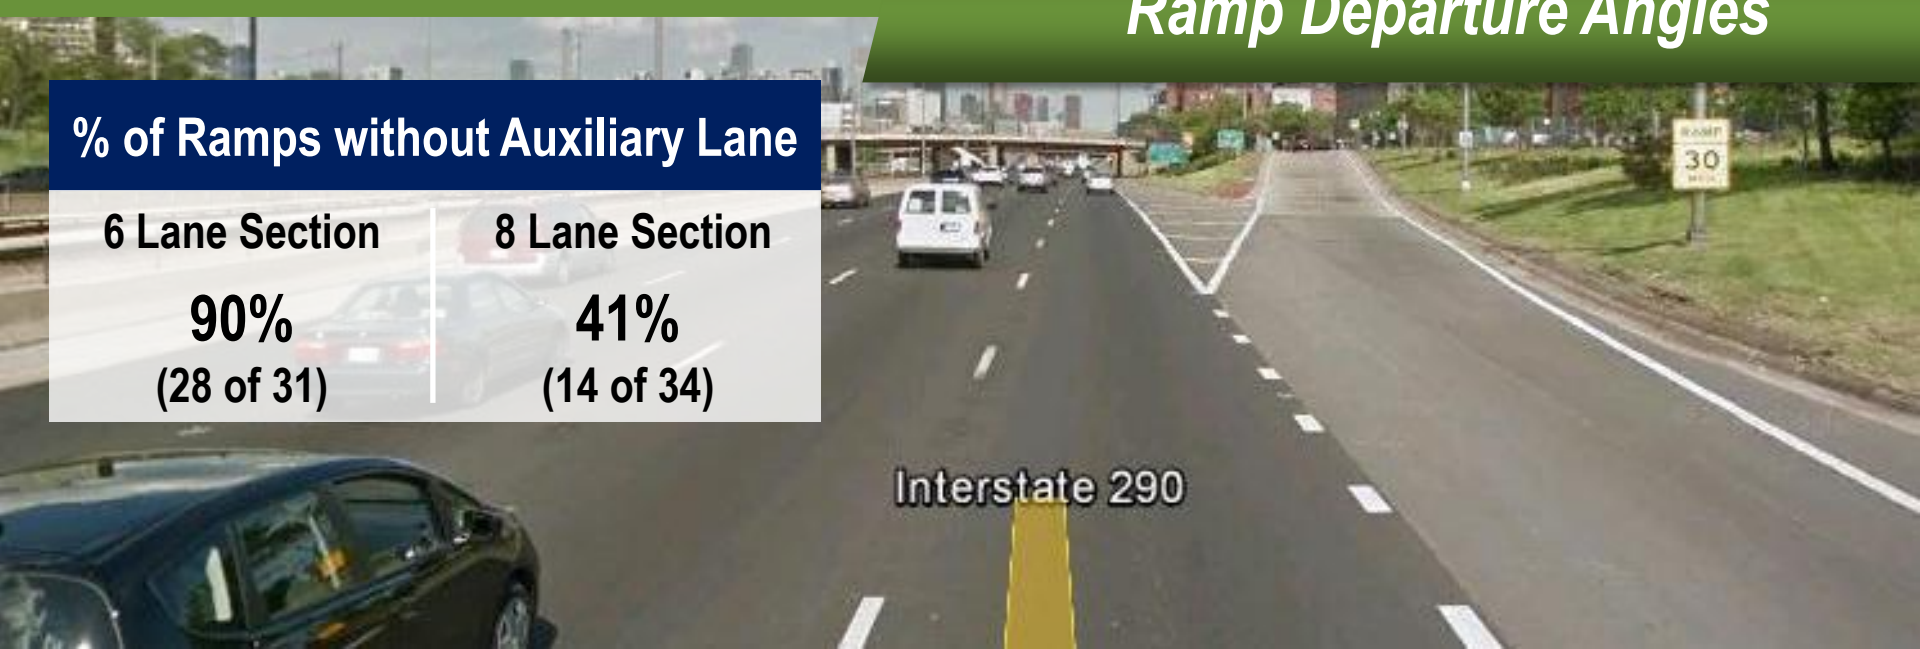 Ramp Departure Angles
% of Ramps without Auxiliary Lane
6 Lane Section
8 Lane Section
90%
41%
(28 of 31)
(14 of 34)
RAMP
30
Interstate 290